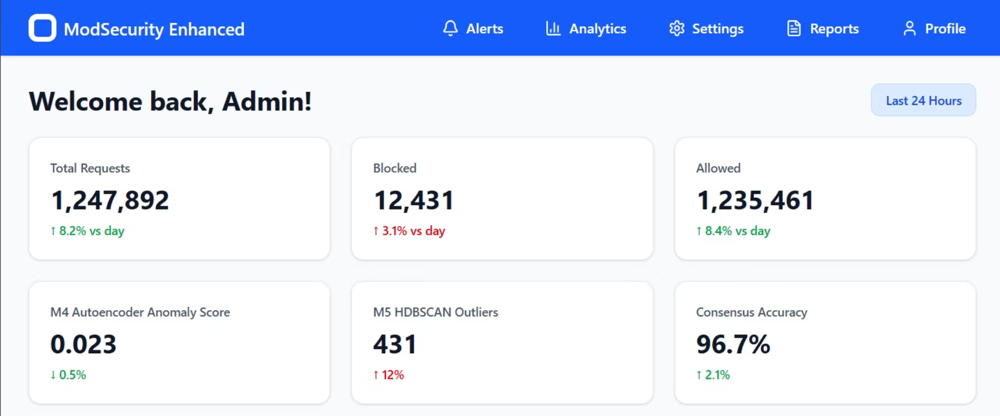 ModSecurity Enhanced
Alerts
Analytics
Settings
Reports
Profile
Welcome back, Admin!
Last 24 Hours
Total Requests
1,247,892
↑ 8.2% vs day
Blocked
12,431
↑ 3.1% vs day
Allowed
1,235,461
↑ 8.4% vs day
M4 Autoencoder Anomaly Score
0.023
↓ 0.5%
M5 HDBSCAN Outliers
431
↑ 12%
Consensus Accuracy
96.7%
↑ 2.1%